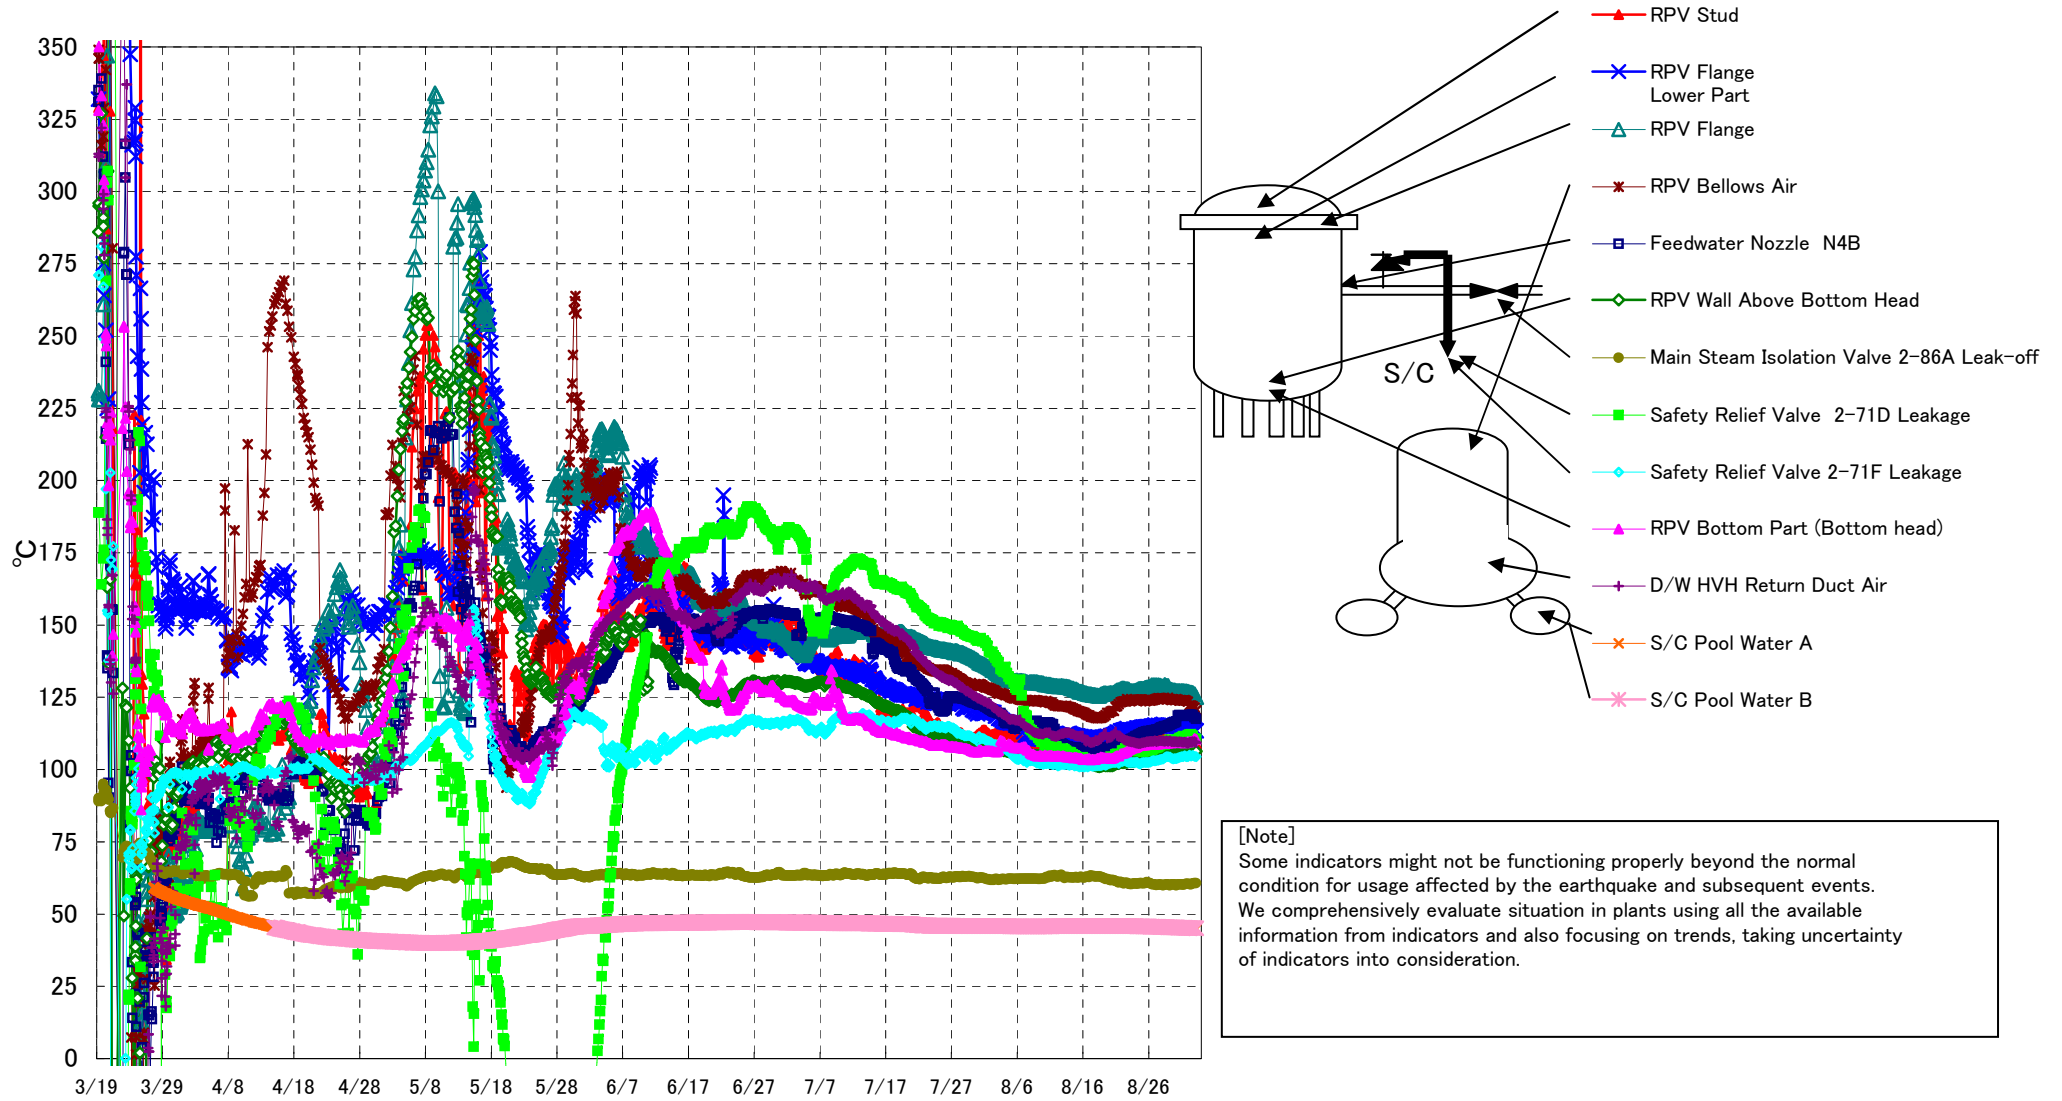 350
325
300
275
250
225
200
175
150
125
100
75
50
25
0
℃
3/19 3/29 4/8 4/18 4/28 5/8 5/18 5/28 6/7 6/17 6/27 7/7 7/17 7/27 8/6 8/16 8/26
RPV Stud
RPV Flange
Lower Part
RPV Flange
RPV Bellows Air
Feedwater Nozzle N4B
RPV Wall Above Bottom Head
Main Steam Isolation Valve 2-86A Leak-off
Safety Relief Valve 2-71D Leakage
Safety Relief Valve 2-71F Leakage
RPV Bottom Part (Bottom head)
D/W HVH Return Duct Air
S/C Pool Water A
S/C Pool Water B
S/C
[Note]
Some indicators might not be functioning properly beyond the normal
condition for usage affected by the earthquake and subsequent events.
We comprehensively evaluate situation in plants using all the available
information from indicators and also focusing on trends, taking uncertainty
of indicators into consideration.